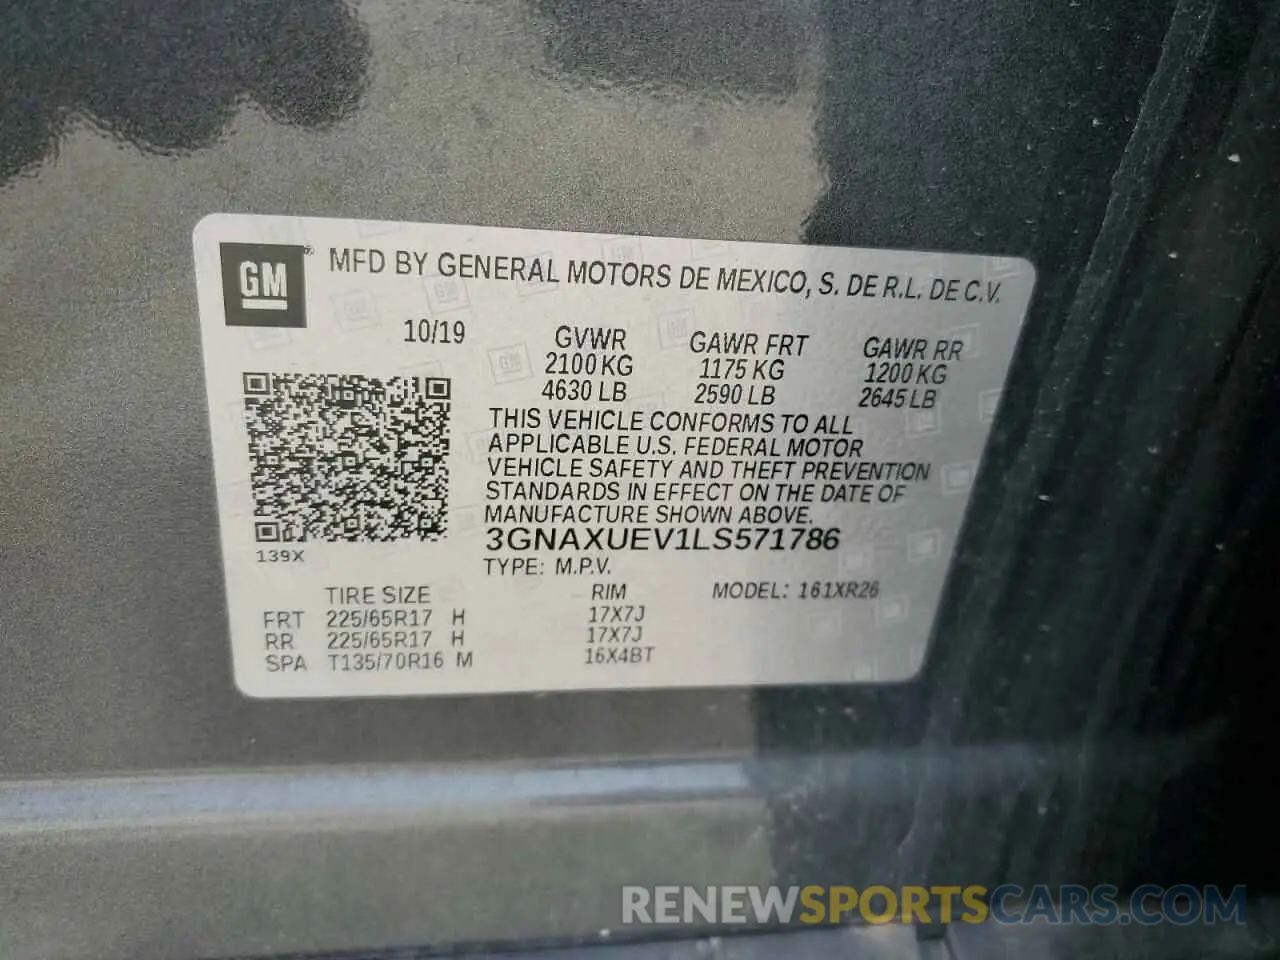 GM® MFD BY GENERAL MOTORS DE MEXICO, S. DE R.L. DE C.V.
10/19 GVWR GAWR FRT GAWR RR
2100 KG 1175 KG 1200 KG
4630 LB 2590 LB 2645 LB
THIS VEHICLE CONFORMS TO ALL
APPLICABLE U.S. FEDERAL MOTOR
VEHICLE SAFETY AND THEFT PREVENTION
STANDARDS IN EFFECT ON THE DATE OF
MANUFACTURE SHOWN ABOVE.
3GNAXUEV1LS571786
139X
TYPE: M.P.V.
TIRE SIZE RIM MODEL: 161XR26
FRT 225/65R17 H 17X7J
RR 225/65R17 H 17X7J
SPA T135/70R16 M 16X4BT
RENEWSPORTSCARS.COM